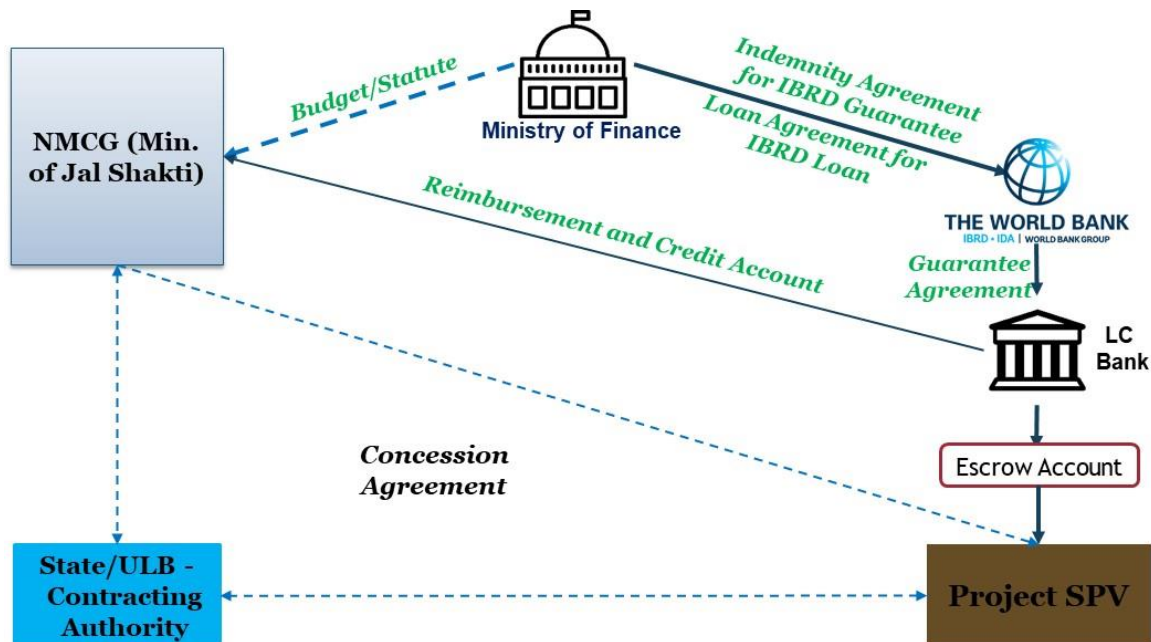 Budget/Statute
Ministry of Finance
Indemnity Agreement
for IBRD Guarantee
Loan Agreement for
IBRD Loan
NMCG (Min.
of Jal Shakti)
THE WORLD BANK
IBRD • IDA | WORLD BANK GROUP
Reimbursement and Credit Account
Guarantee
Agreement
LC
Bank
Escrow Account
Concession
Agreement
State/ULB -
Contracting
Authority
Project SPV